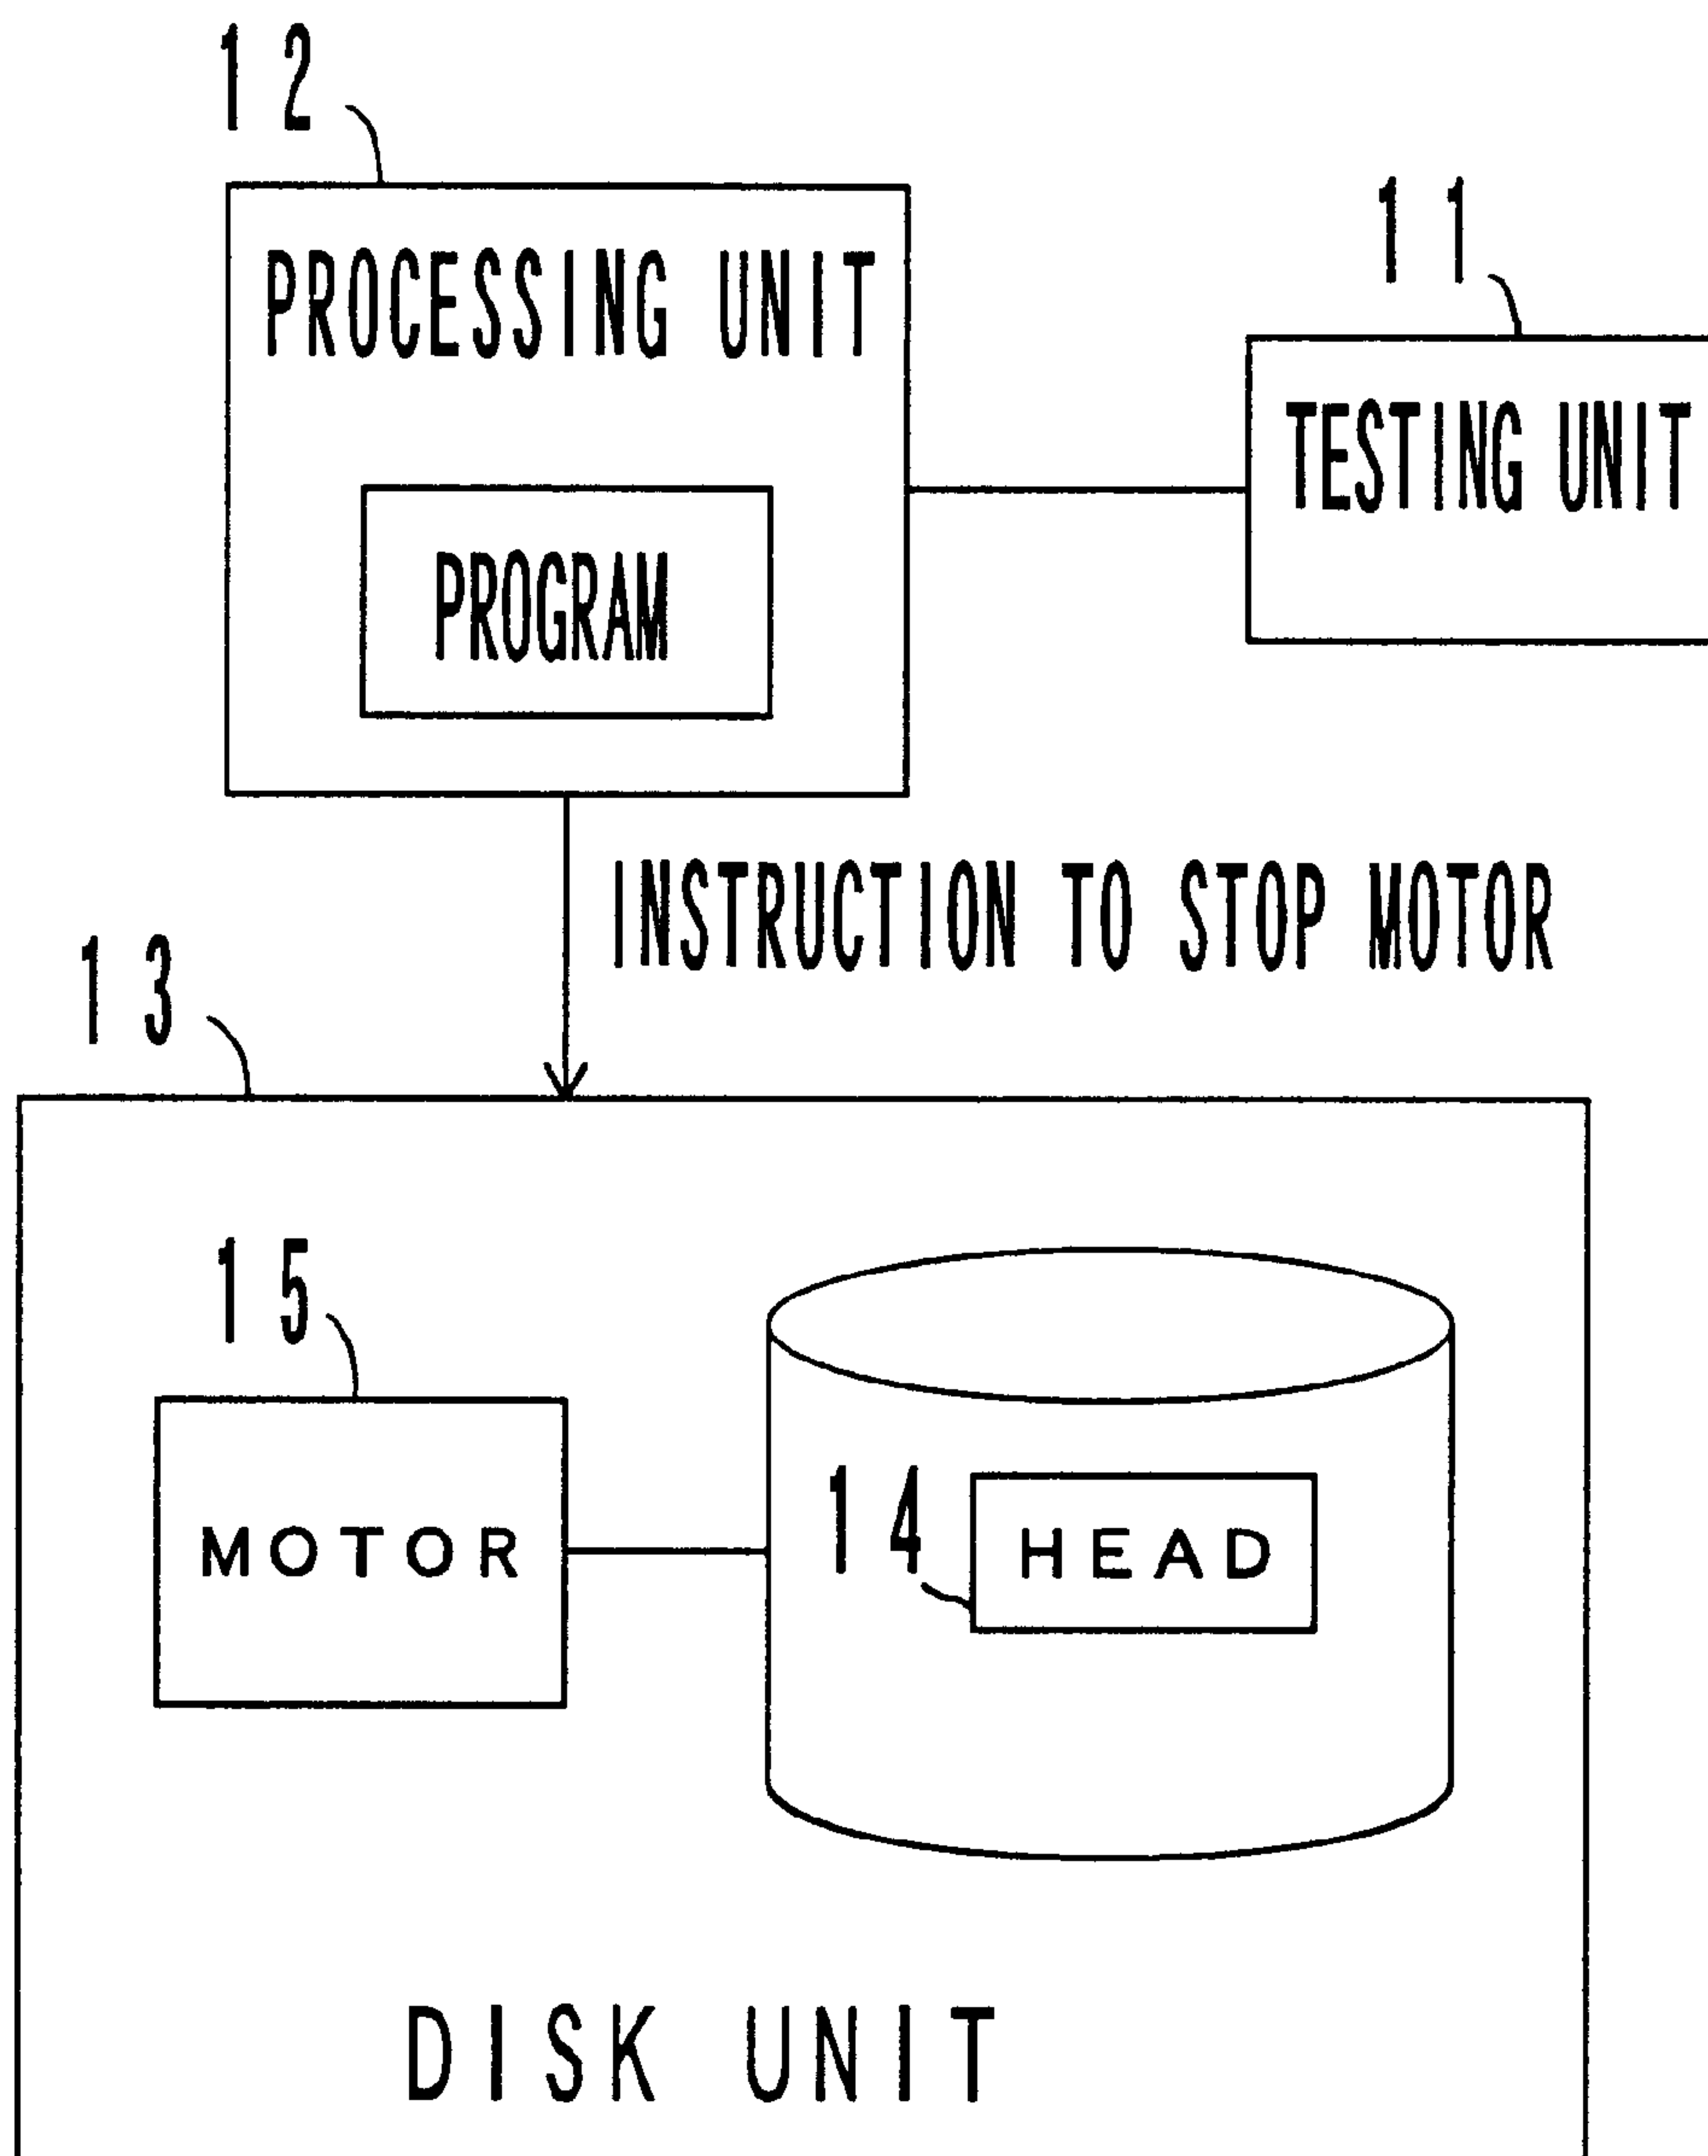 12
11
PROCESSING UNIT
TESTING UNIT
PROGRAM
INSTRUCTION TO STOP MOTOR
13
15
14
MOTOR
HEAD
DISK UNIT